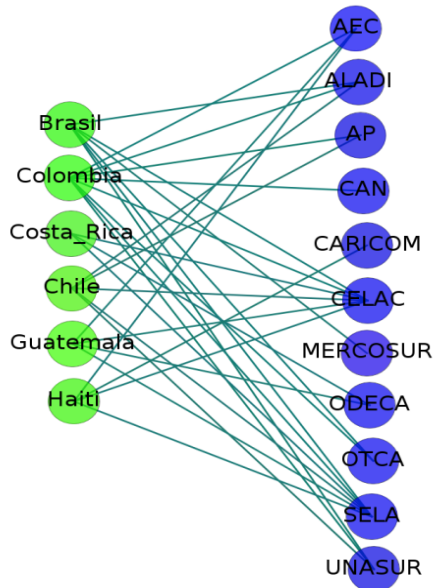 Brasil
Colombia
Costa_Rica
Chile
Guatemala
Haiti
AEC
ALADI
AP
CAN
CARICOM
CELAC
MERCOSUR
ODECA
OTCA
SELA
UNASUR